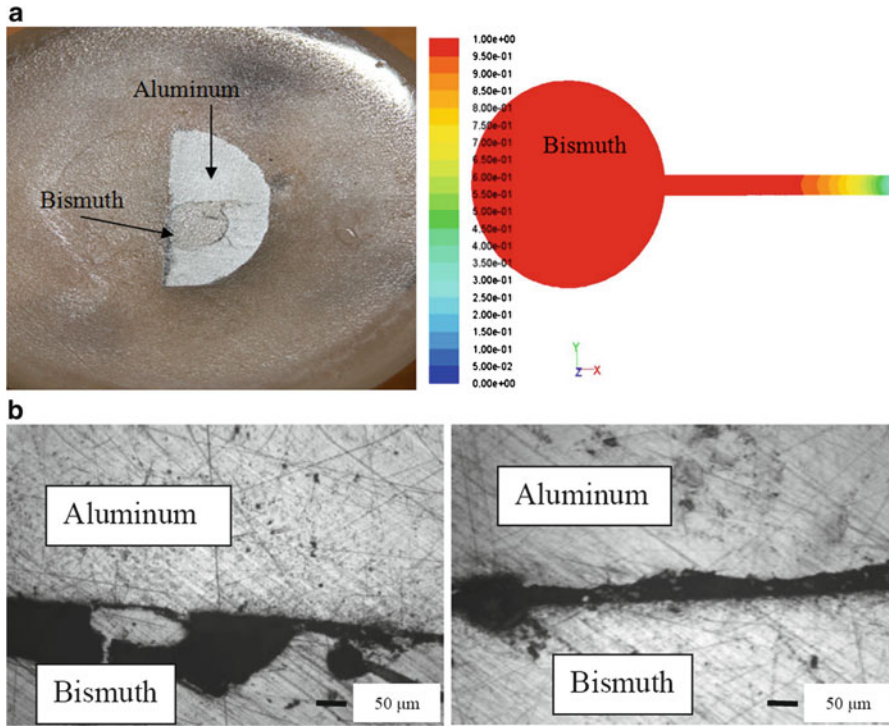 a
Aluminum
Bismuth
Bismuth
1.00e+00
9.50e-01
9.00e-01
8.50e-01
8.00e-01
7.50e-01
7.00e-01
6.50e-01
6.00e-01
5.50e-01
5.00e-01
4.50e-01
4.00e-01
3.50e-01
3.00e-01
2.50e-01
2.00e-01
1.50e-01
1.00e-01
5.00e-02
0.00e+00
Y
Z
X
b
Aluminum
Bismuth
50 μm
Aluminum
Bismuth
50 μm